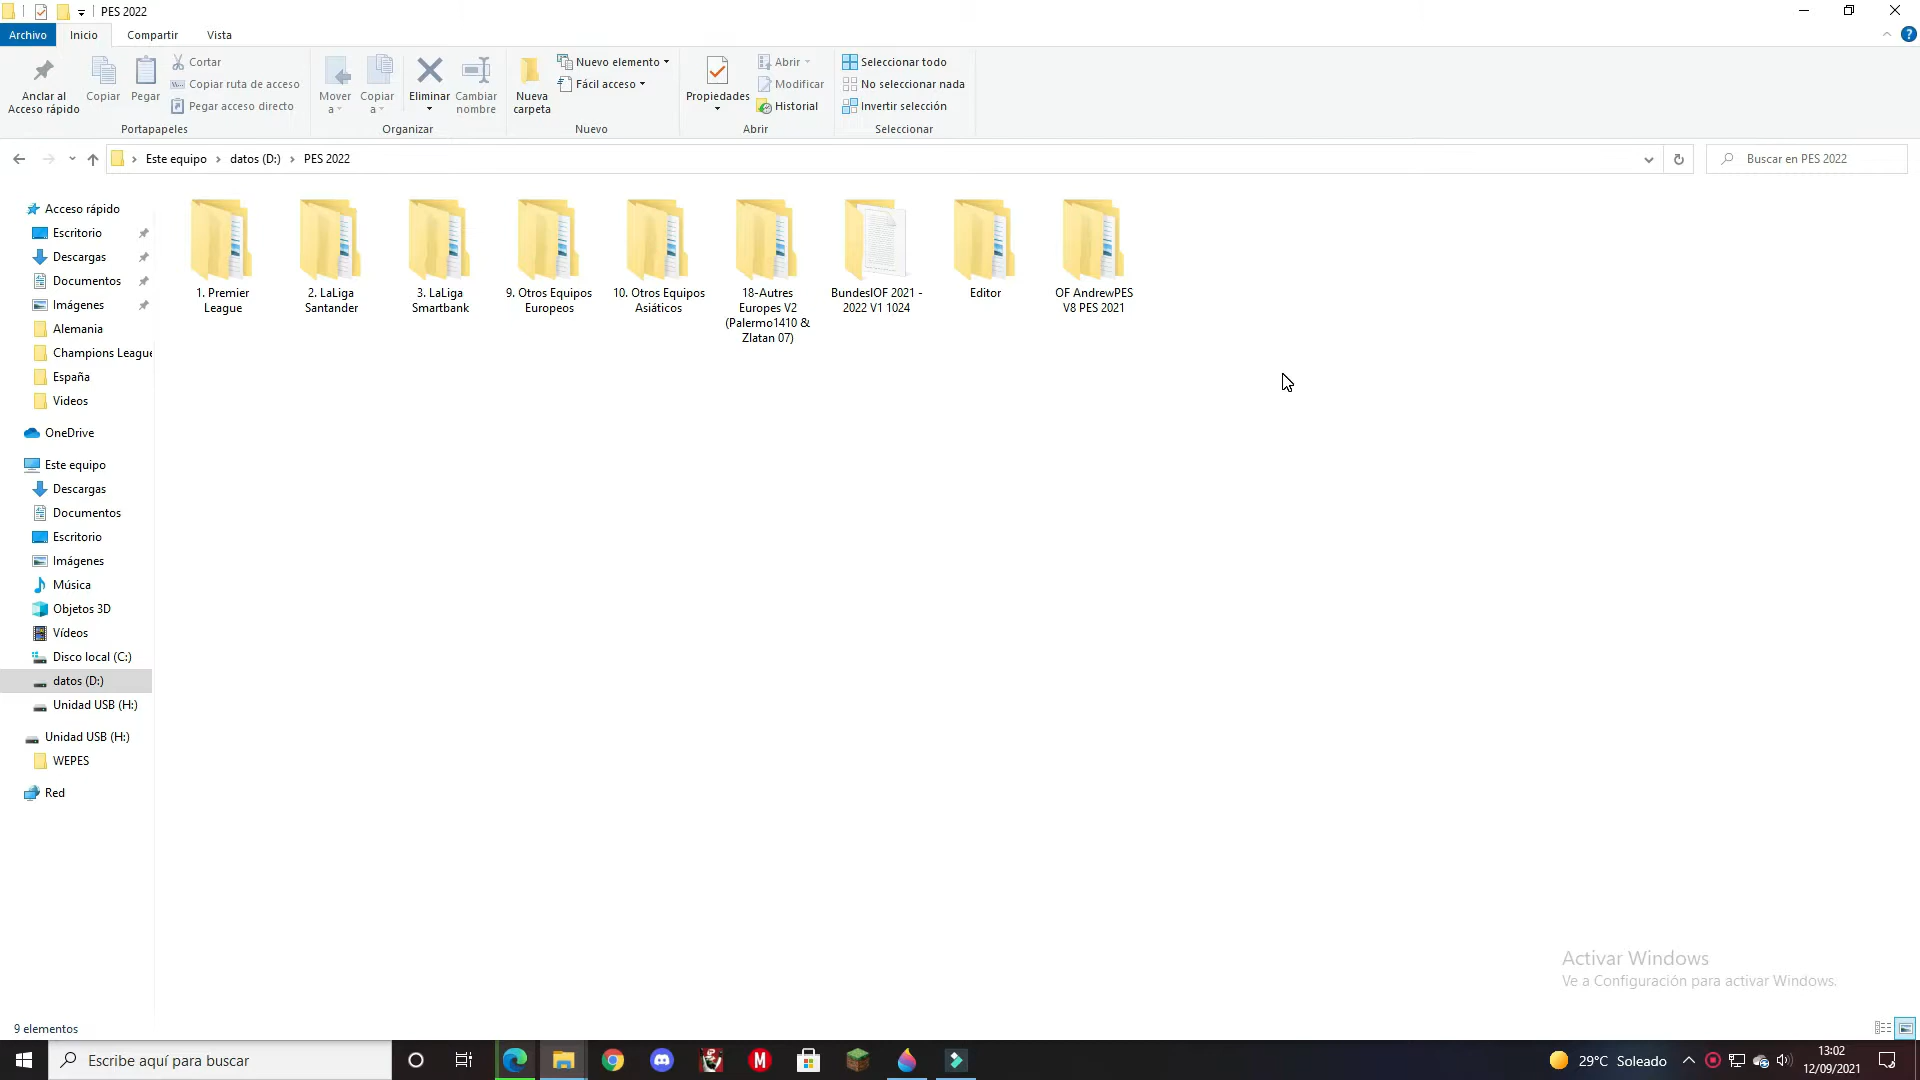 PES 2022
Archivo Inicio Compartir Vista
Anclar al
Acceso rápido
Copiar
Pegar
Cortar
Copiar ruta de acceso
Pegar acceso directo
Portapapeles
Mover
a
Copiar
a
Eliminar
Cambiar
nombre
Organizar
Nueva
carpeta
Nuevo elemento
Fácil acceso
Nuevo
Propiedades
Abrir
Modificar
Historial
Abrir
Seleccionar todo
No seleccionar nada
Invertir selección
Seleccionar
Este equipo > datos (D:) > PES 2022
Buscar en PES 2022
Acceso rápido
Escritorio
Descargas
Documentos
Imágenes
Alemania
Champions League
España
Videos
OneDrive
Este equipo
Descargas
Documentos
Escritorio
Imágenes
Música
Objetos 3D
Vídeos
Disco local (C:)
datos (D:)
Unidad USB (H:)
Unidad USB (H:)
WEPES
Red
1. Premier
League
2. LaLiga
Santander
3. LaLiga
Smartbank
9. Otros Equipos
Europeos
10. Otros Equipos
Asiáticos
18-Autres
Europes V2
(Palermo1410 &
Zlatan 07)
BundeslOF 2021 -
2022 V1 1024
Editor
OF AndrewPES
V8 PES 2021
Activar Windows
Ve a Configuración para activar Windows.
9 elementos
Escribe aquí para buscar
29°C Soleado
13:02
12/09/2021